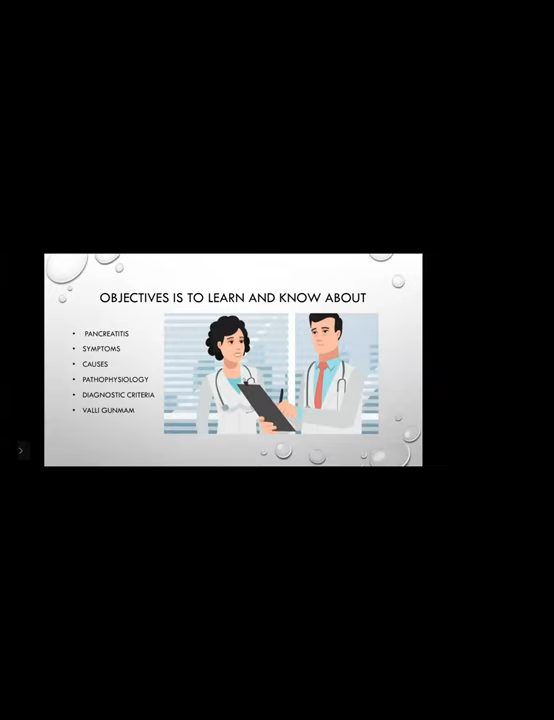 OBJECTIVES IS TO LEARN AND KNOW ABOUT
• PANCREATITIS
• SYMPTOMS
• CAUSES
• PATHOPHYSIOLOGY
• DIAGNOSTIC CRITERIA
• VALLI GUNMAM